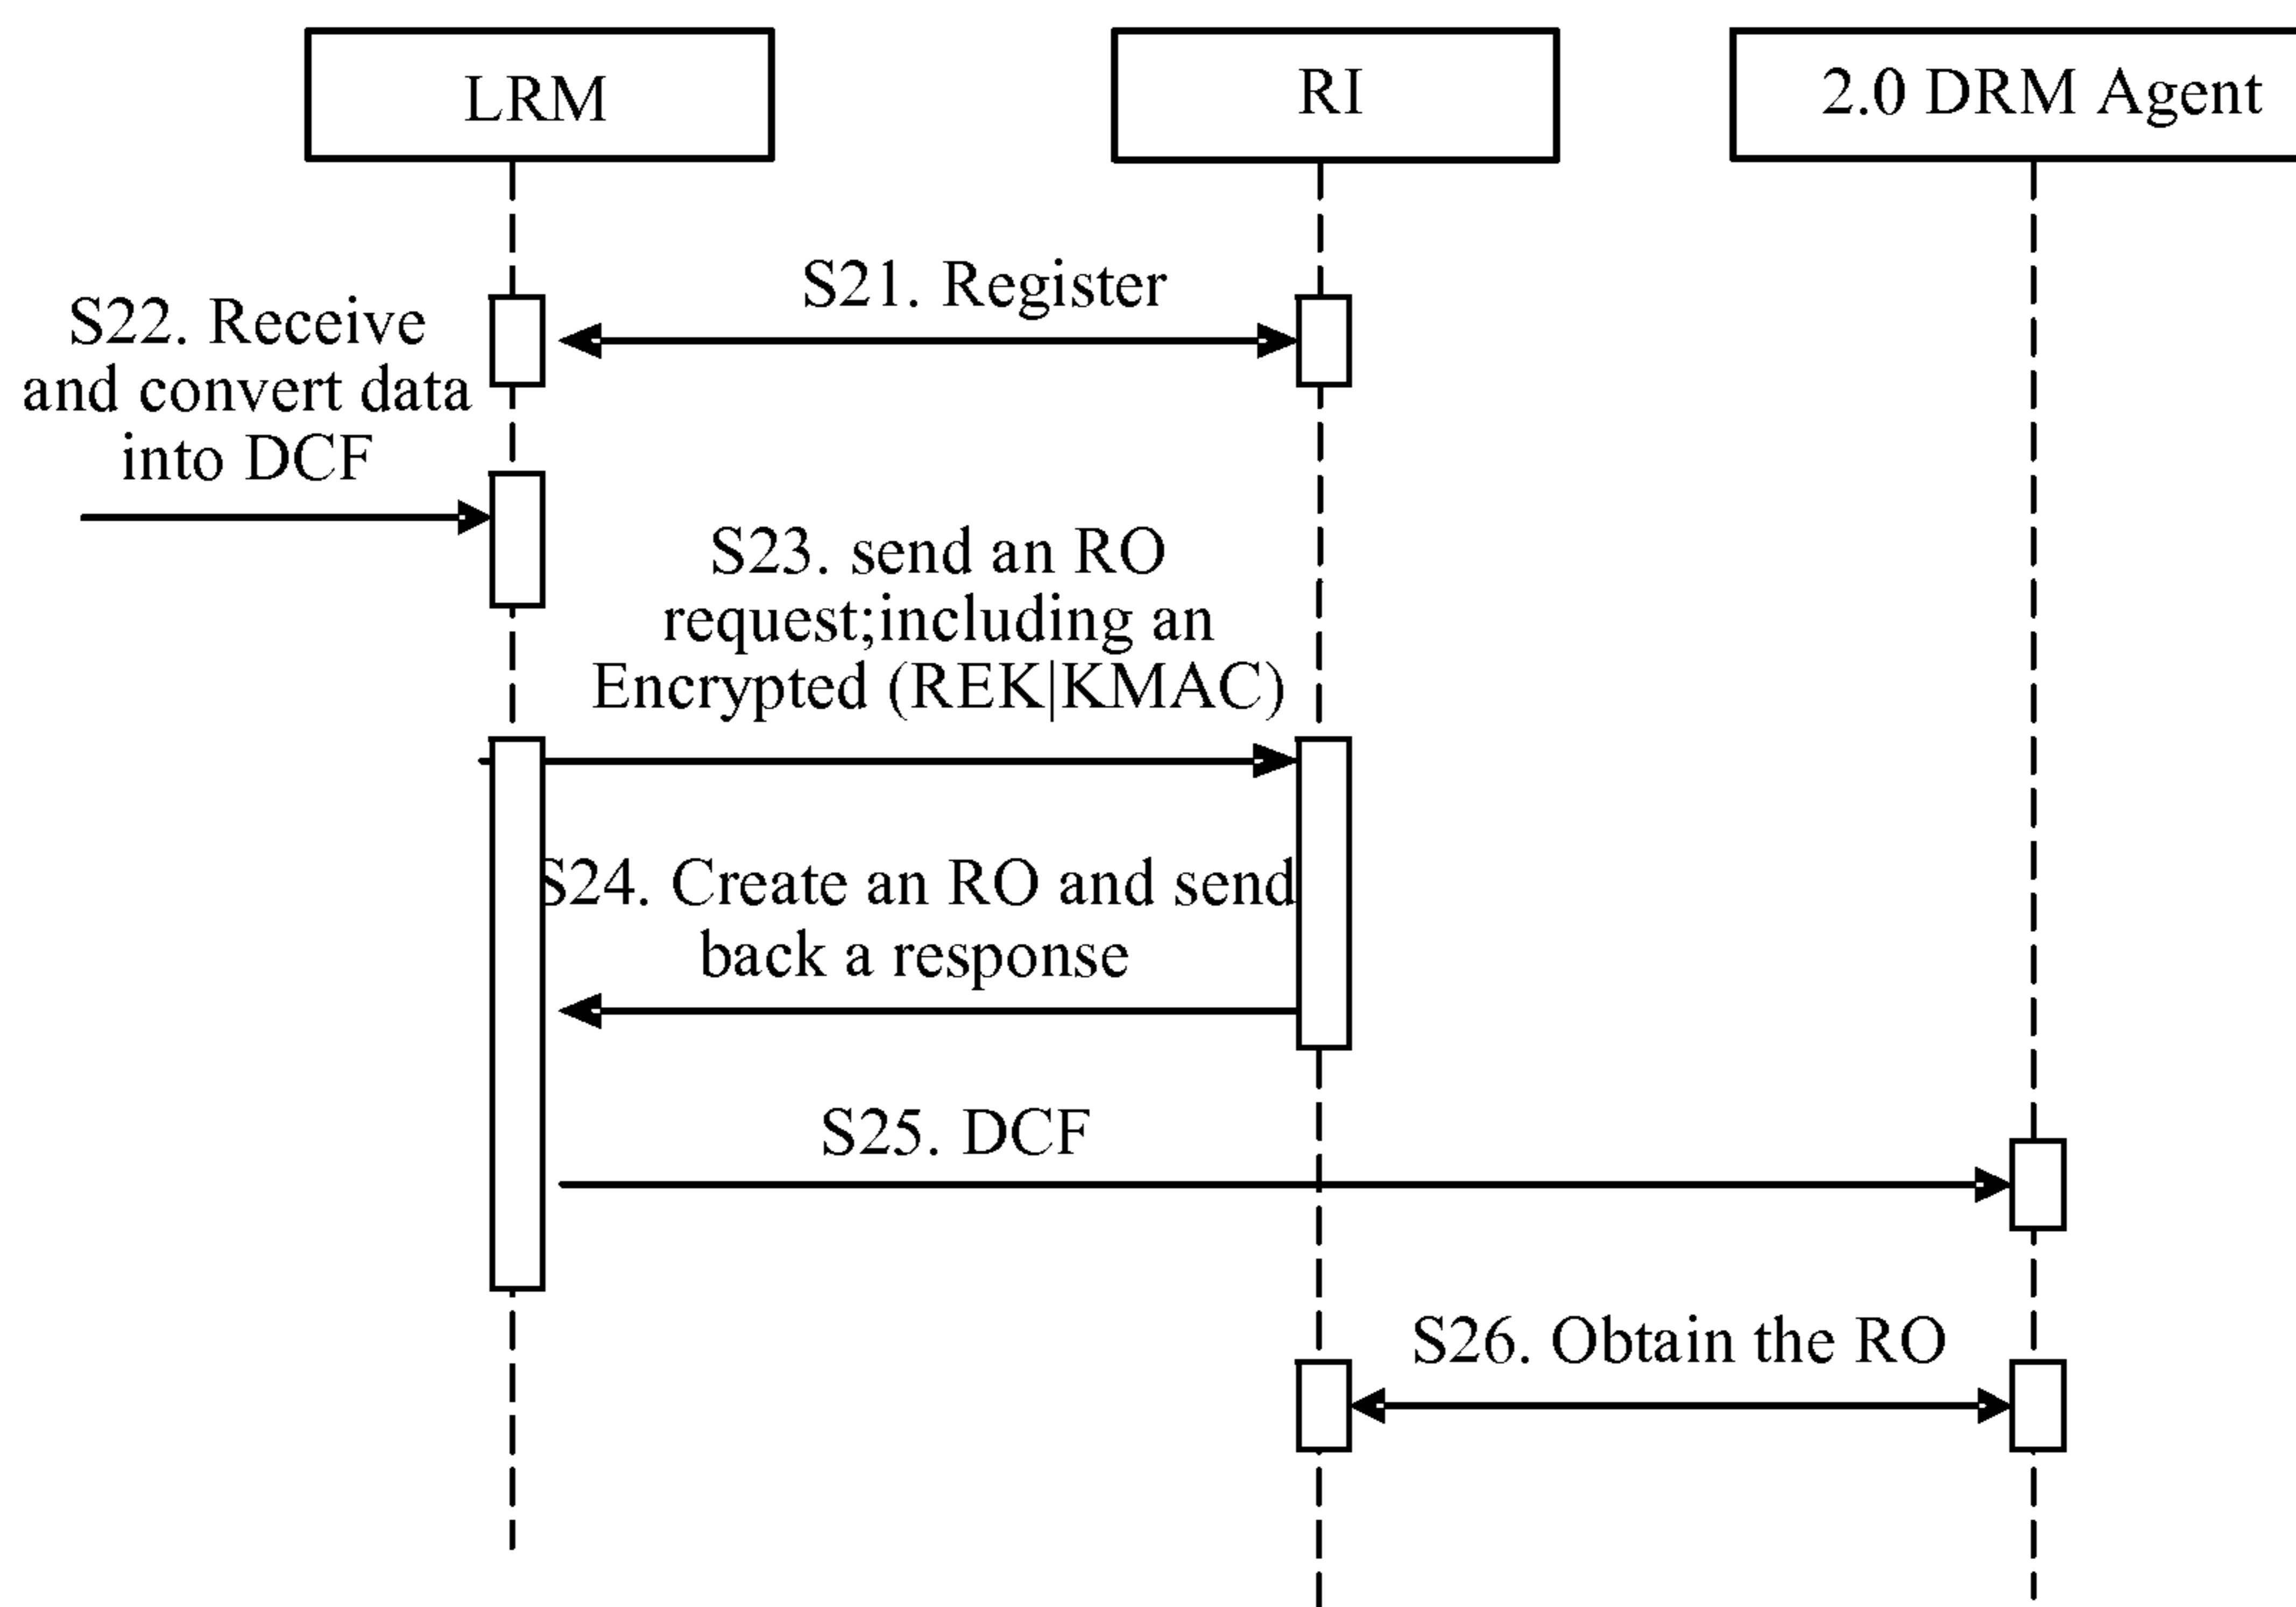 LRM
RI
2.0 DRM Agent
S21. Register
S22. Receive
and convert data
into DCF
S23. send an RO
request;including an
Encrypted (REK|KMAC)
S24. Create an RO and send
back a response
S25. DCF
S26. Obtain the RO